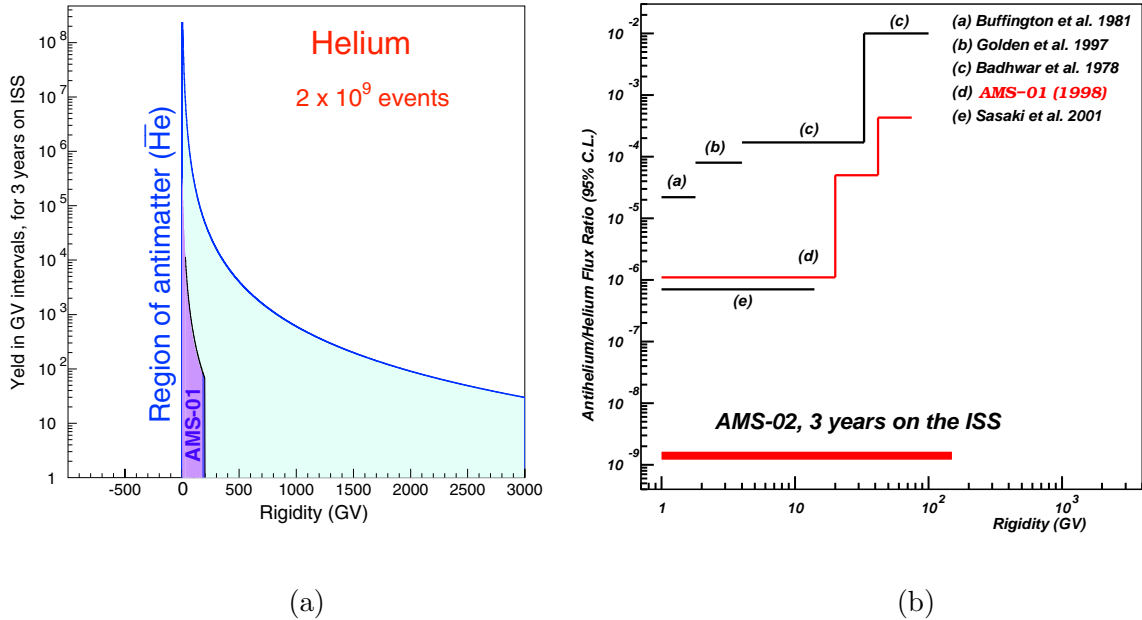 Yeld in GV intervals, for 3 years on ISS
10^8
10^7
10^6
10^5
10^4
10^3
10^2
10
1
Helium
2 x 10^9 events
Region of antimatter (H̅e)
AMS-01
-500 0 500 1000 1500 2000 2500 3000
Rigidity (GV)
(a)
Antihelium/Helium Flux Ratio (95% C.L.)
10^-2
10^-2
10^-3
10^-4
10^-5
10^-6
10^-7
10^-8
10^-9
(c)
(a) Buffington et al. 1981
(b) Golden et al. 1997
(c) Badhwar et al. 1978
(d) AMS-01 (1998)
(e) Sasaki et al. 2001
(c)
(b)
(a)
(d)
(e)
AMS-02, 3 years on the ISS
1 10 10^2 10^3
Rigidity (GV)
(b)